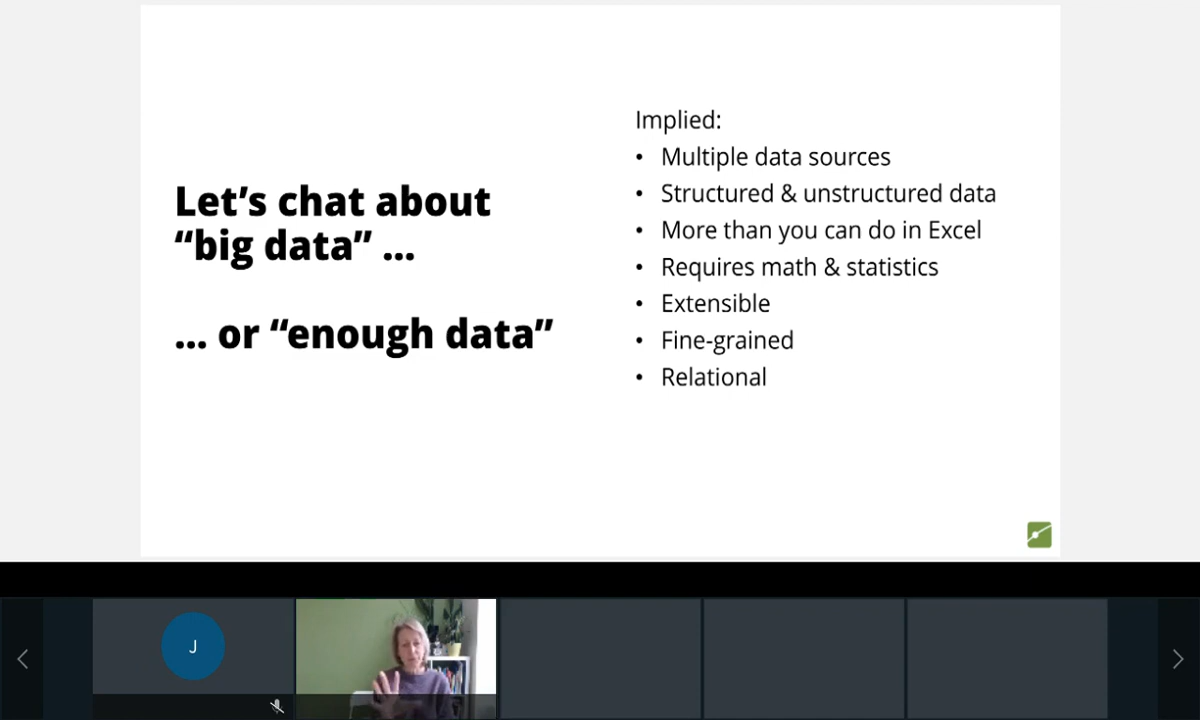 Let’s chat about
“big data” ...
... or “enough data”
Implied:
• Multiple data sources
• Structured & unstructured data
• More than you can do in Excel
• Requires math & statistics
• Extensible
• Fine-grained
• Relational
J